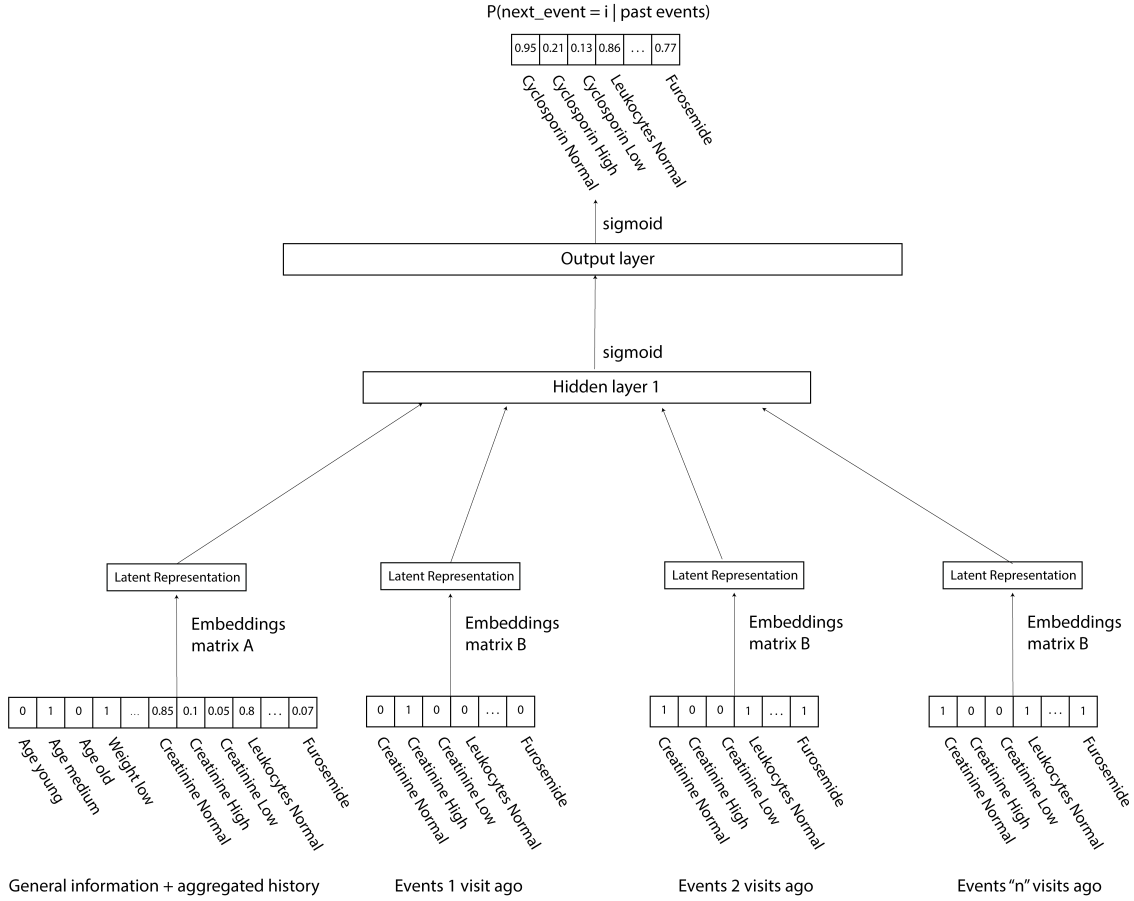 P(next_event = i | past events)
0.95 0.21 0.13 0.86 ... 0.77
Cyclosporin Normal
Cyclosporin High
Cyclosporin Low
Leukocytes Normal
Furosemide
sigmoid
Output layer
sigmoid
Hidden layer 1
Latent Representation
Latent Representation
Latent Representation
Latent Representation
Embeddings
matrix A
Embeddings
matrix B
Embeddings
matrix B
Embeddings
matrix B
0 1 0 1 ... 0.85 0.1 0.05 0.8 ... 0.07
Age young
Age medium
Age old
Weight low
Creatinine Normal
Creatinine High
Creatinine Low
Leukocytes Normal
Furosemide
0 1 0 0 ... 0
Creatinine Normal
Creatinine High
Creatinine Low
Leukocytes Normal
Furosemide
1 0 0 1 ... 1
Creatinine Normal
Creatinine High
Creatinine Low
Leukocytes Normal
Furosemide
1 0 0 1 ... 1
Creatinine Normal
Creatinine High
Creatinine Low
Leukocytes Normal
Furosemide
General information + aggregated history
Events 1 visit ago
Events 2 visits ago
Events “n” visits ago